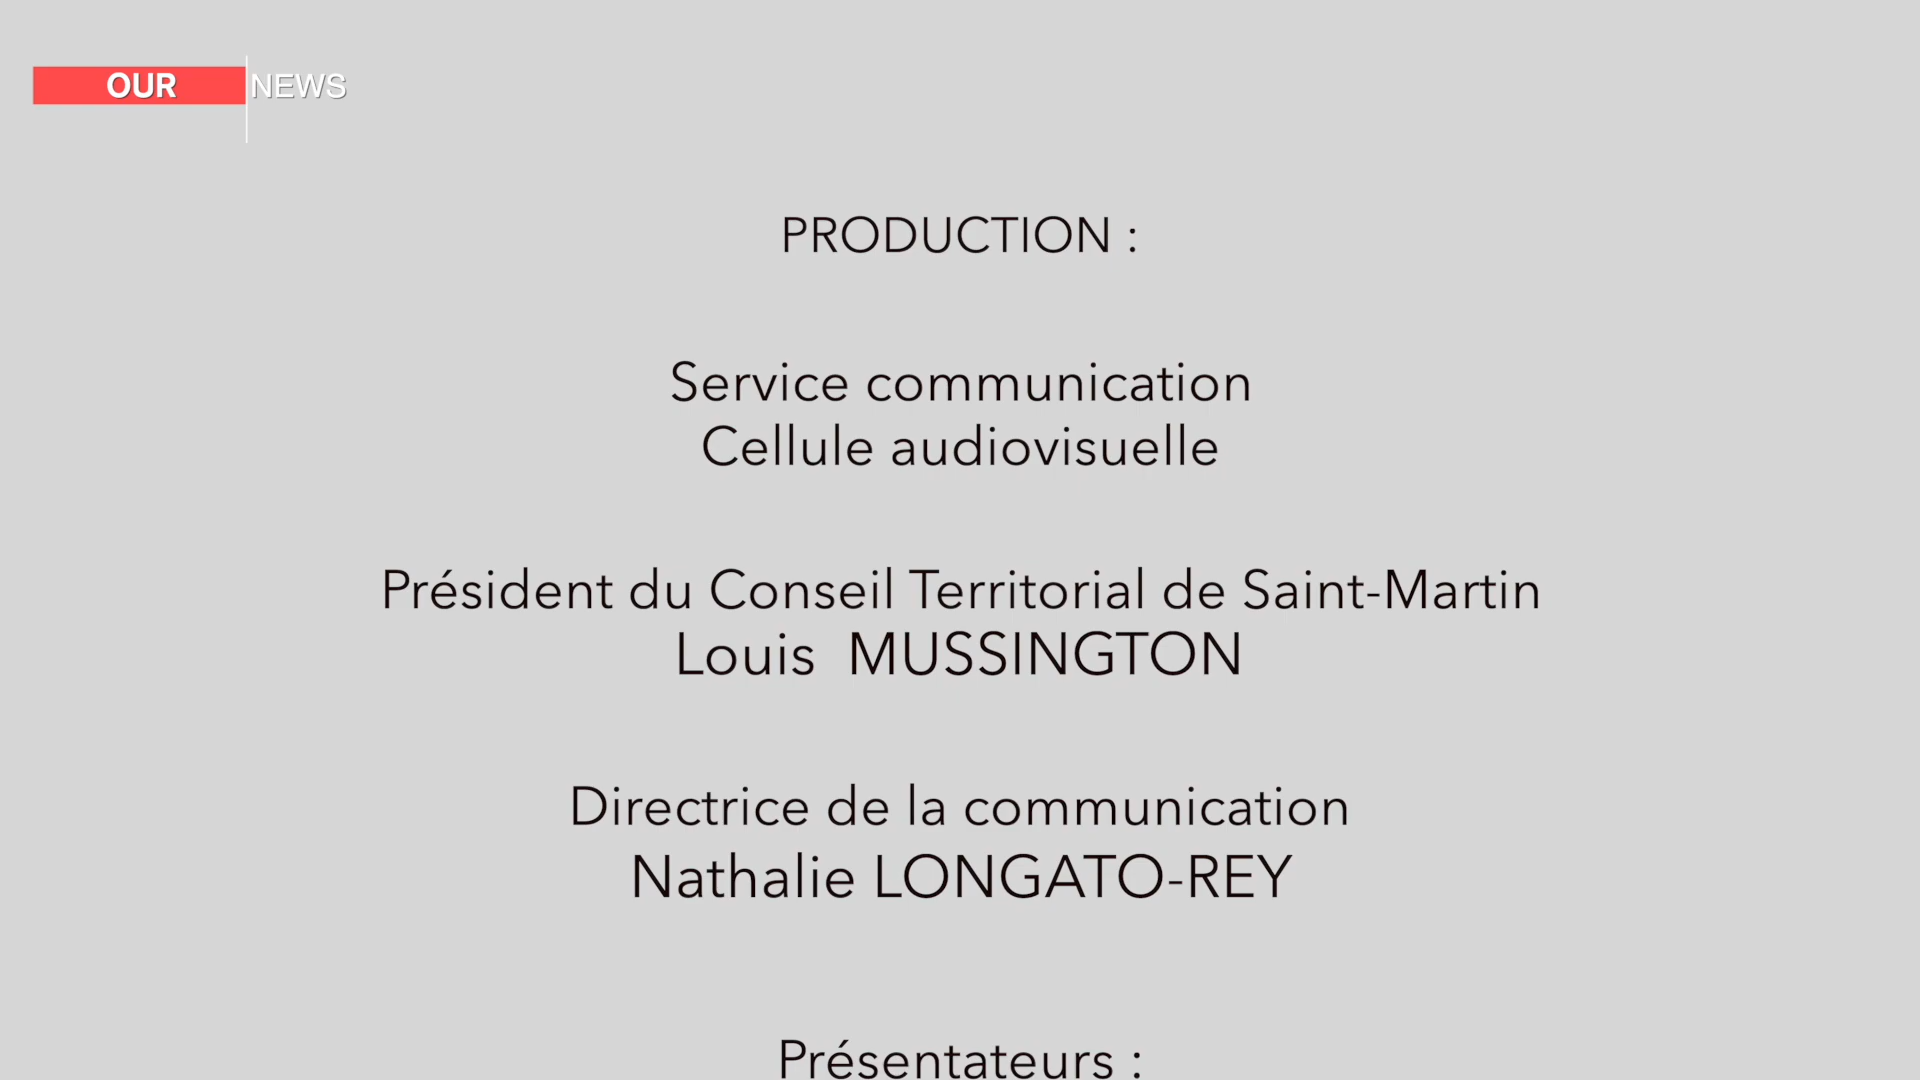 OUR NEWS
PRODUCTION :
Service communication
Cellule audiovisuelle
Président du Conseil Territorial de Saint-Martin
Louis  MUSSINGTON
Directrice de la communication
Nathalie LONGATO-REY
Présentateurs :